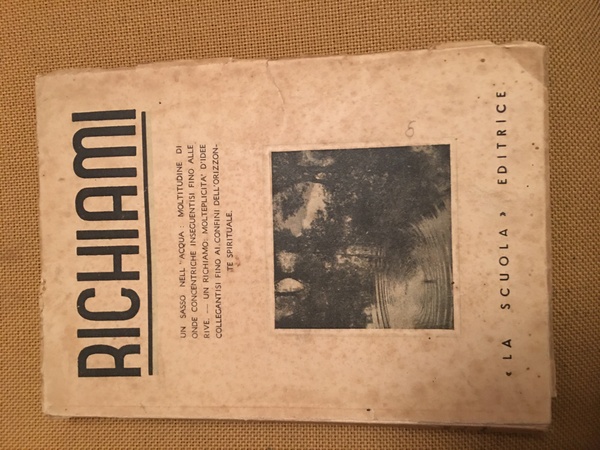 RICHIAMI
UN SASSO NELL'ACQUA: MOLTITUDINE DI
ONDE CONCENTRICHE INSEGUENTISI FINO ALLE
RIVE. — UN RICHIAMO: MOLTEPLICITA' D'IDEE
COLLEGANTISI FINO AI CONFINI DELL'ORIZZON-
TE SPIRITUALE.
5
« LA SCUOLA » EDITRICE